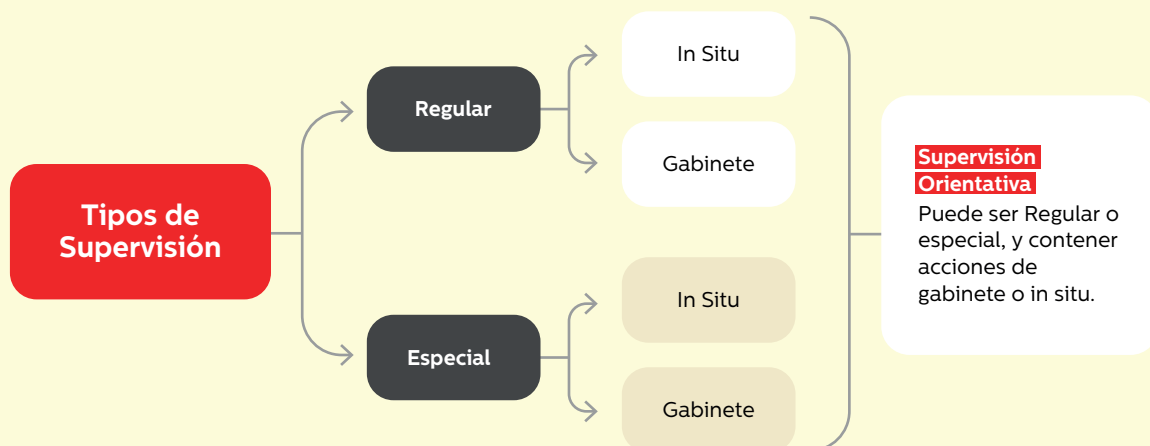 Tipos de
Supervisión
Regular
In Situ
Gabinete
Especial
In Situ
Gabinete
Supervisión
Orientativa
Puede ser Regular o
especial, y contener
acciones de
gabinete o in situ.